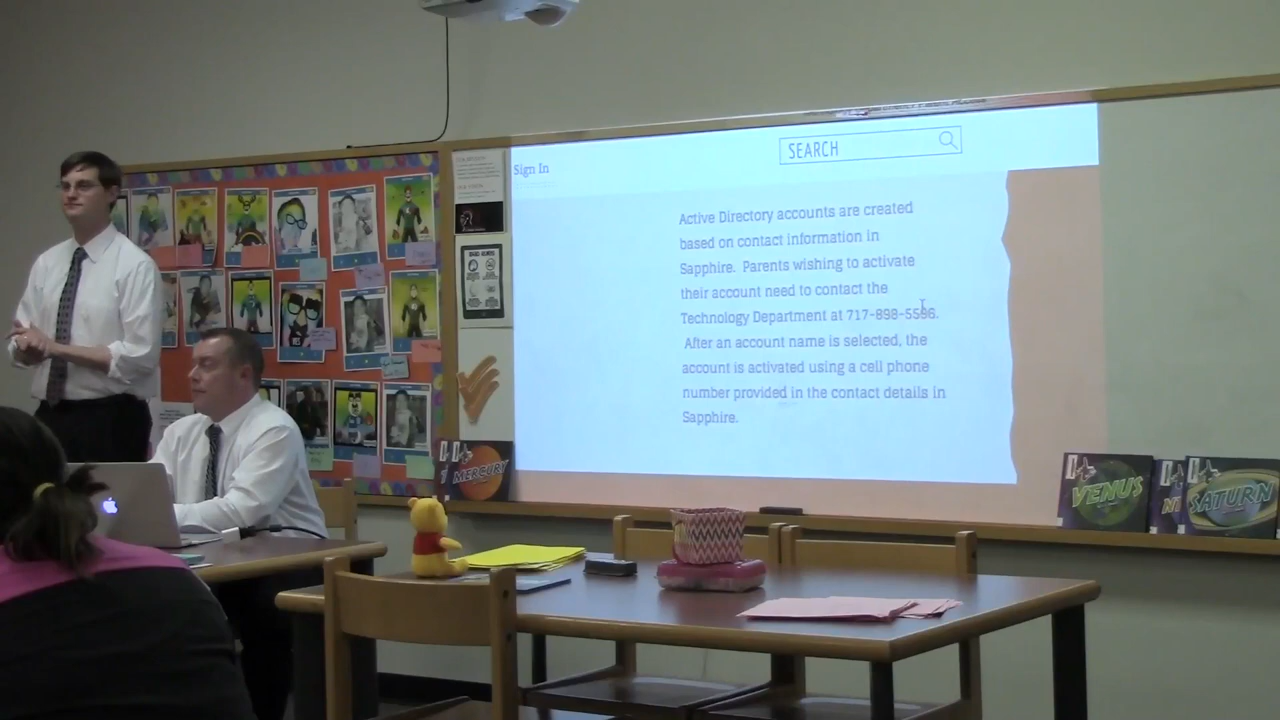 Sign In
SEARCH
Active Directory accounts are created
based on contact information in
Sapphire. Parents wishing to activate
their account need to contact the
Technology Department at 717-898-5596.
After an account name is selected, the
account is activated using a cell phone
number provided in the contact details in
Sapphire.
MERCURY
VENUS
SATURN